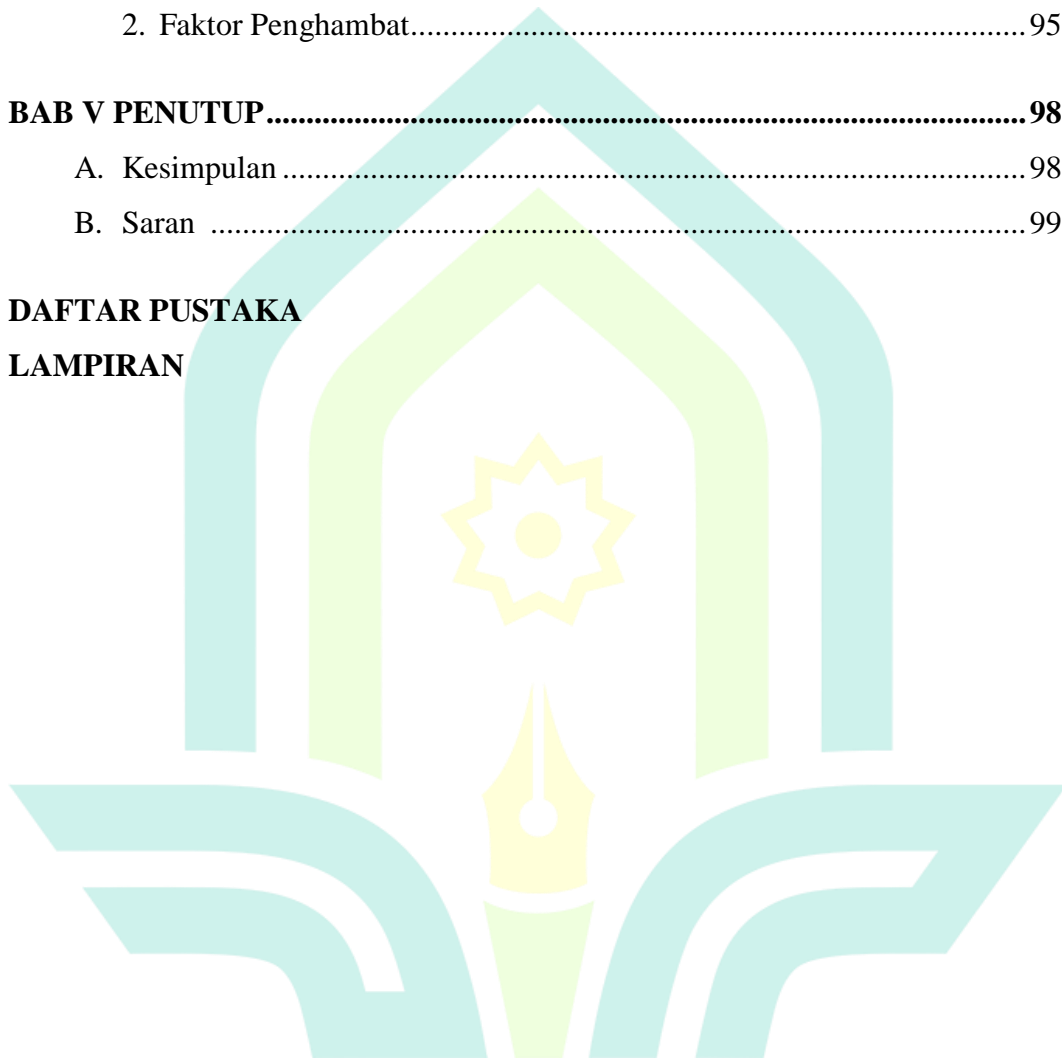 2. Faktor Penghambat.............................................................................95
BAB V PENUTUP................................................................................................98
A. Kesimpulan .............................................................................................98
B. Saran ......................................................................................................99
DAFTAR PUSTAKA
LAMPIRAN